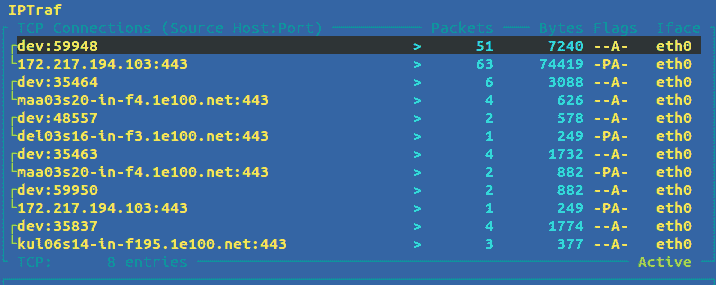 IPTraf
TCP Connections (Source Host:Port) Packets Bytes Flags Iface
dev:59948 > 51 7240 --A- eth0
172.217.194.103:443 > 63 74419 -PA- eth0
dev:35464 > 6 3088 --A- eth0
maa03s20-in-f4.1e100.net:443 > 4 626 --A- eth0
dev:48557 > 2 578 --A- eth0
del03s16-in-f3.1e100.net:443 > 1 249 -PA- eth0
dev:35463 > 4 1732 --A- eth0
maa03s20-in-f4.1e100.net:443 > 2 882 -PA- eth0
dev:59950 > 2 882 --A- eth0
172.217.194.103:443 > 1 249 -PA- eth0
dev:35837 > 4 1774 --A- eth0
kul06s14-in-f195.1e100.net:443 > 3 377 --A- eth0
TCP: 8 entries Active